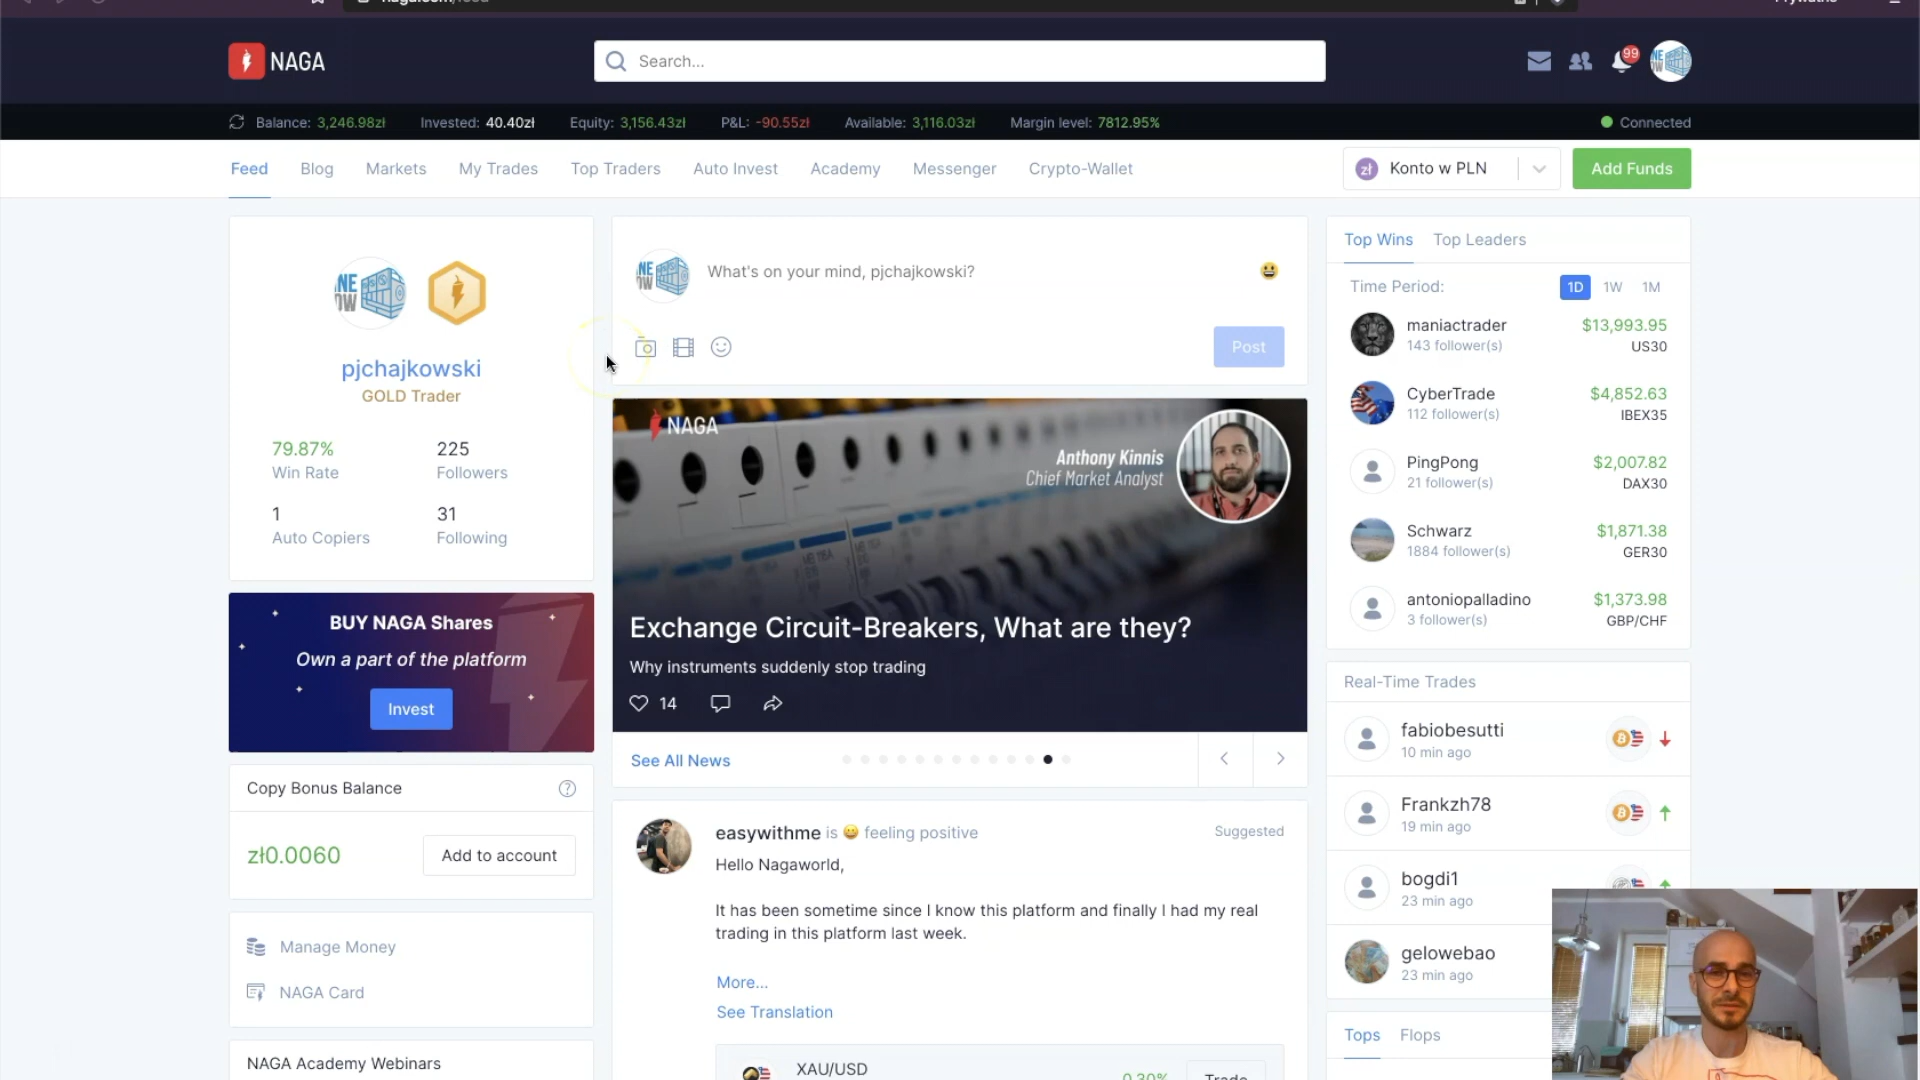 NAGA
Search...
99
Balance: 3,246.98zł Invested: 40.40zł Equity: 3,156.43zł P&L: -90.55zł Available: 3,116.03zł Margin level: 7812.95% Connected
Feed Blog Markets My Trades Top Traders Auto Invest Academy Messenger Crypto-Wallet zł Konto w PLN Add Funds
NE
OW
pjchajkowski
GOLD Trader
79.87% 225
Win Rate Followers
1 31
Auto Copiers Following
BUY NAGA Shares
Own a part of the platform
Invest
Copy Bonus Balance ?
zł0.0060 Add to account
Manage Money
NAGA Card
NAGA Academy Webinars
What's on your mind, pjchajkowski?
Post
NAGA
Anthony Kinnis
Chief Market Analyst
Exchange Circuit-Breakers, What are they?
Why instruments suddenly stop trading
14
See All News
easywithme is 😀 feeling positive Suggested
Hello Nagaworld,
It has been sometime since I know this platform and finally I had my real
trading in this platform last week.
More...
See Translation
XAU/USD
0.30% Trade
Top Wins Top Leaders
Time Period: 1D 1W 1M
maniactrader $13,993.95
143 follower(s) US30
CyberTrade $4,852.63
112 follower(s) IBEX35
PingPong $2,007.82
21 follower(s) DAX30
Schwarz $1,871.38
1884 follower(s) GER30
antoniopalladino $1,373.98
3 follower(s) GBP/CHF
Real-Time Trades
fabiobesutti
10 min ago
Frankzh78
19 min ago
bogdi1
23 min ago
gelowebao
23 min ago
Tops Flops